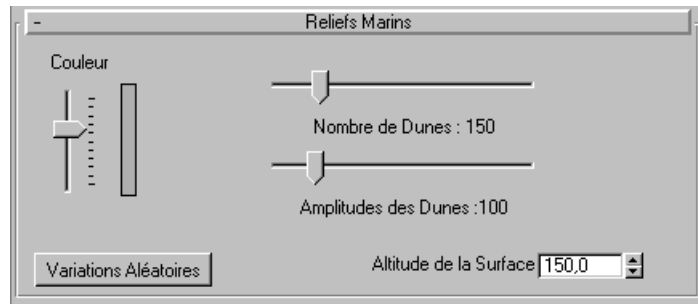 - Reliefs Marins
Couleur
Nombre de Dunes : 150
Amplitudes des Dunes :100
Variations Aléatoires
Altitude de la Surface 150,0